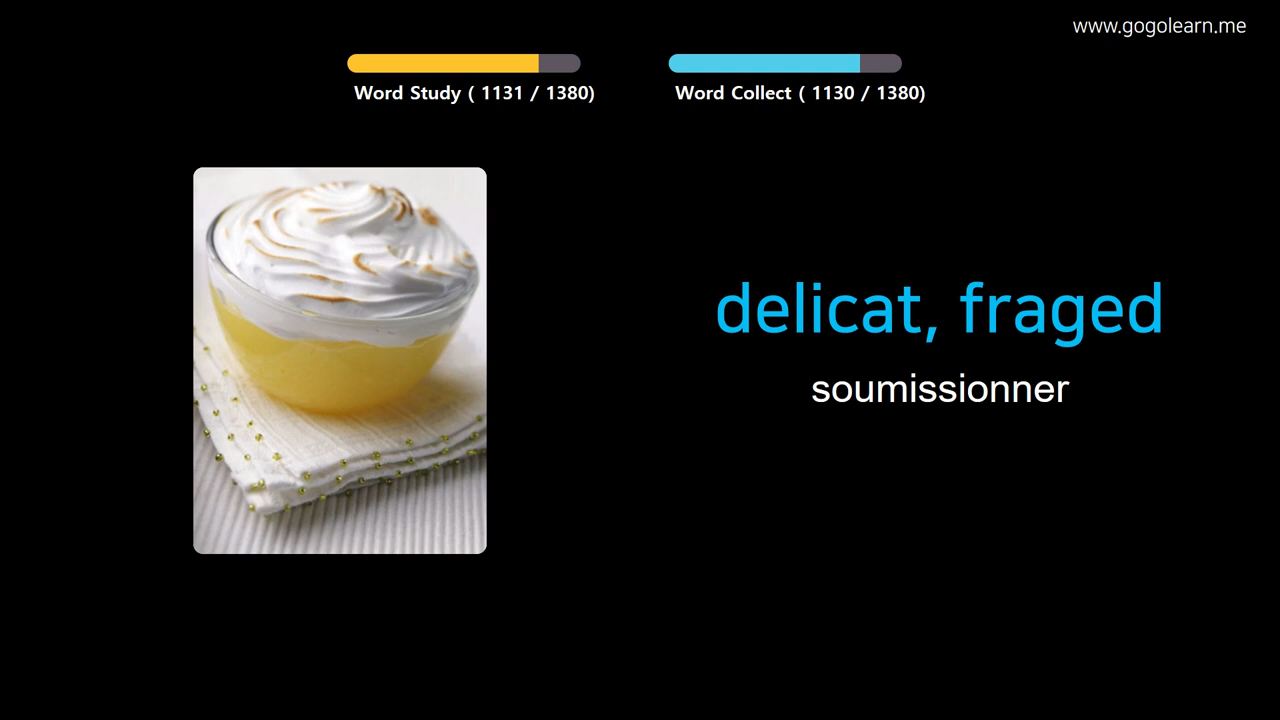 www.gogolearn.me
Word Study ( 1131 / 1380)
Word Collect ( 1130 / 1380)
delicat, fraged
soumissionner